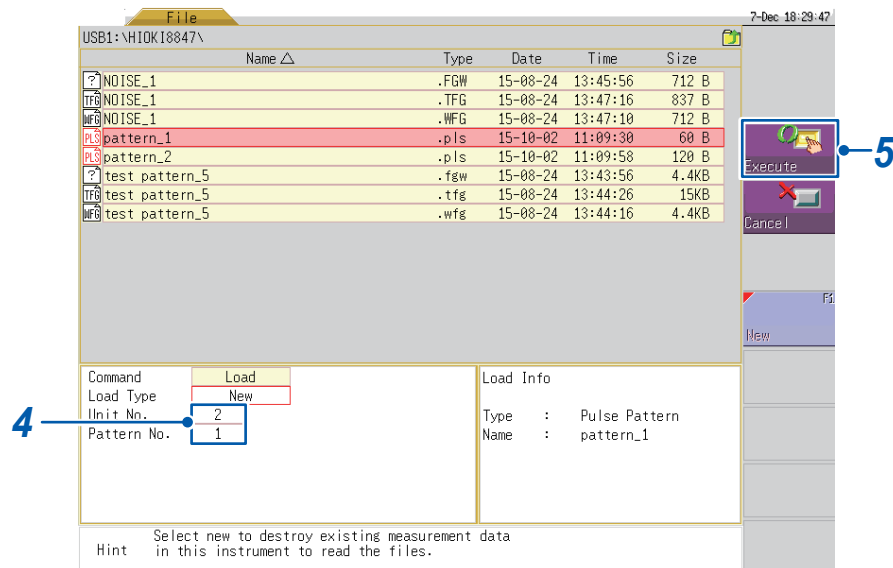 File
7-Dec 18:29:47
USB1:\HIOKI8847\
Name △ Type Date Time Size
? NOISE_1 .FGW 15-08-24 13:45:56 712 B
TFG NOISE_1 .TFG 15-08-24 13:47:16 837 B
WFG NOISE_1 .WFG 15-08-24 13:47:10 712 B
PLS pattern_1 .pls 15-10-02 11:09:30 60 B
PLS pattern_2 .pls 15-10-02 11:09:58 120 B
? test pattern_5 .fgw 15-08-24 13:43:56 4.4KB
TFG test pattern_5 .tfg 15-08-24 13:44:26 15KB
WFG test pattern_5 .wfg 15-08-24 13:44:16 4.4KB
Execute
5
Cancel
F1
New
Command Load
Load Type New
Unit No. 2
Pattern No. 1
4
Load Info
Type : Pulse Pattern
Name : pattern_1
Hint Select new to destroy existing measurement data
in this instrument to read the files.